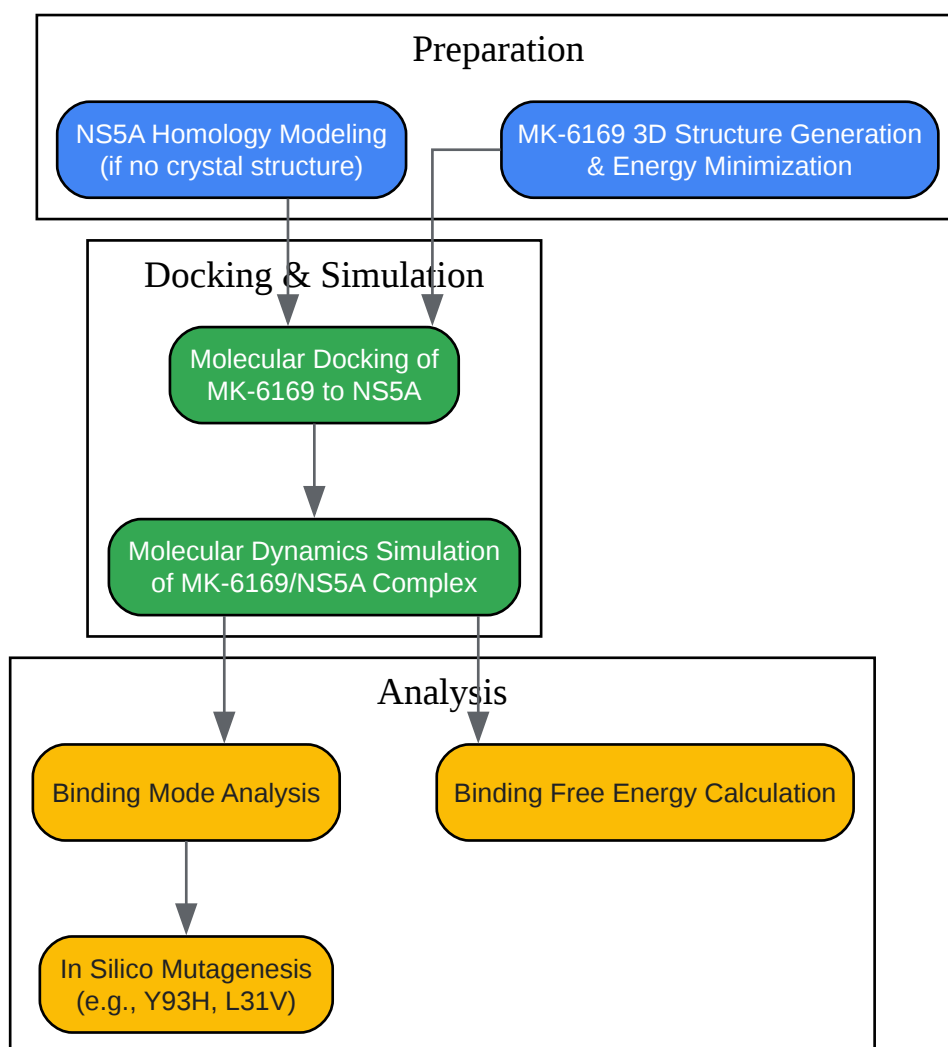 Preparation
NS5A Homology Modeling
(if no crystal structure)
MK-6169 3D Structure Generation
& Energy Minimization
Docking & Simulation
Molecular Docking of
MK-6169 to NS5A
Molecular Dynamics Simulation
of MK-6169/NS5A Complex
Analysis
Binding Mode Analysis
Binding Free Energy Calculation
In Silico Mutagenesis
(e.g., Y93H, L31V)